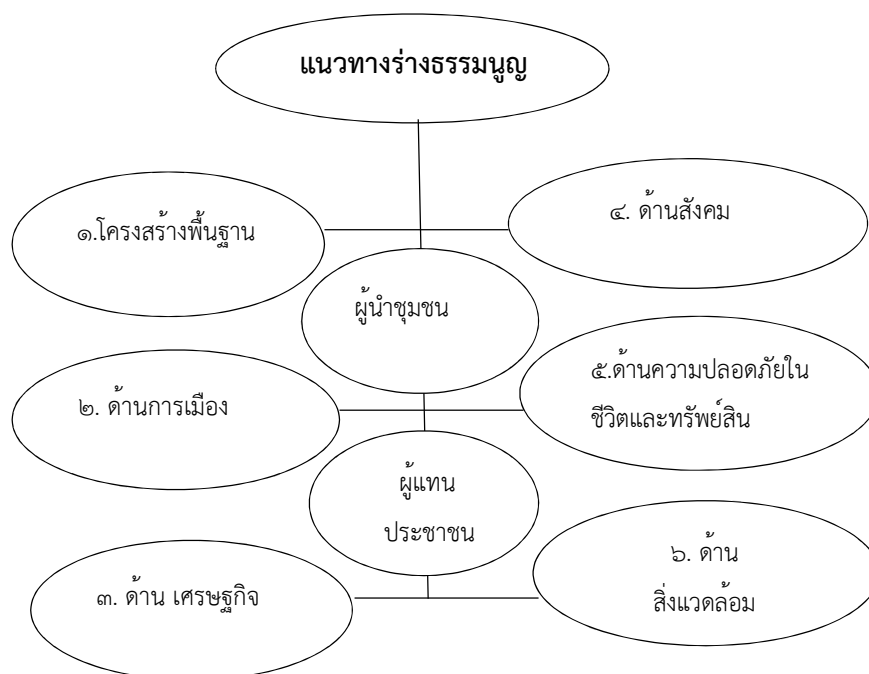 แนวทางร่างธรรมนูญ
๑.โครงสร้างพื้นฐาน
๔. ด้านสังคม
ผู้นำชุมชน
๒. ด้านการเมือง
๕.ด้านความปลอดภัยใน
ชีวิตและทรัพย์สิน
ผู้แทน
ประชาชน
๓. ด้าน เศรษฐกิจ
๖. ด้าน
สิ่งแวดล้อม